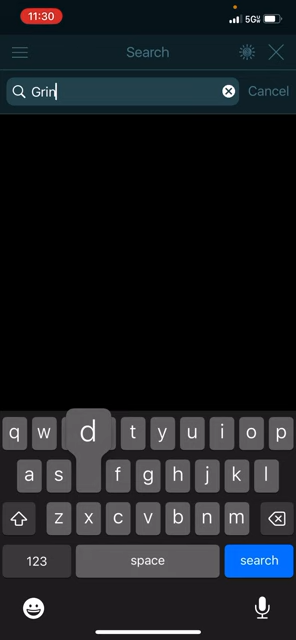 11:30
5G
Search
Grin
Cancel
q w d t y u i o p
a s f g h j k l
z x c v b n m
123 space search